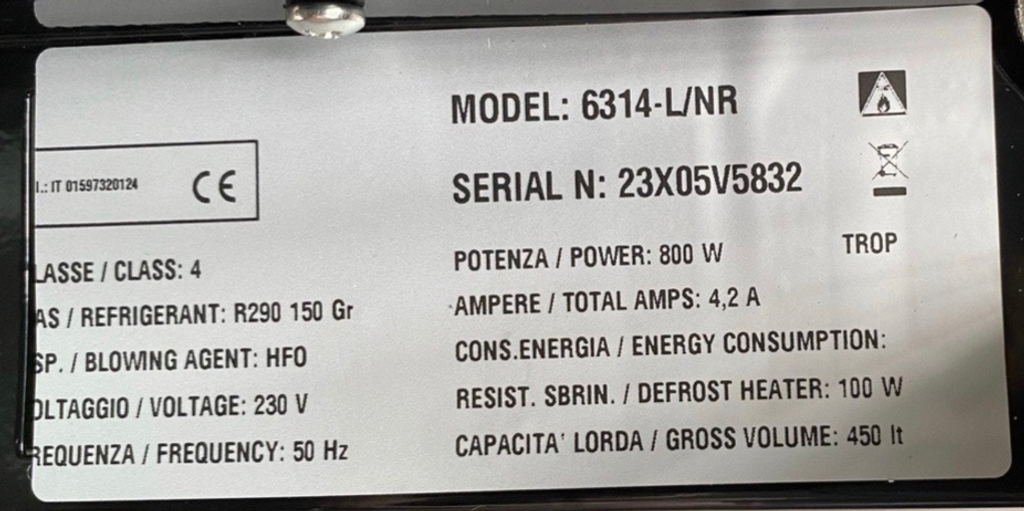 MODEL: 6314-L/NR
SERIAL N: 23X05V5832
I.: IT 01597320124 CE
LASSE / CLASS: 4
AS / REFRIGERANT: R290 150 Gr
SP. / BLOWING AGENT: HFO
OLTAGGIO / VOLTAGE: 230 V
REQUENZA / FREQUENCY: 50 Hz
POTENZA / POWER: 800 W
TROP
AMPERE / TOTAL AMPS: 4,2 A
CONS.ENERGIA / ENERGY CONSUMPTION:
RESIST. SBRIN. / DEFROST HEATER: 100 W
CAPACITA' LORDA / GROSS VOLUME: 450 lt